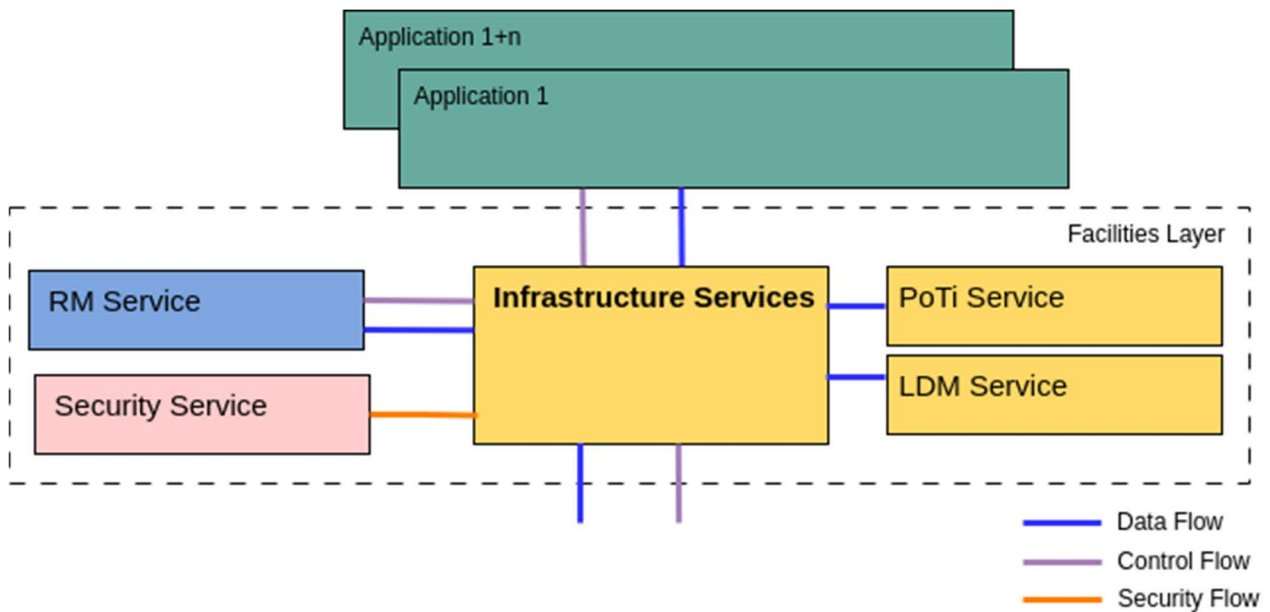 Application 1+n
Application 1
Facilities Layer
RM Service
Infrastructure Services
PoTi Service
Security Service
LDM Service
Data Flow
Control Flow
Security Flow